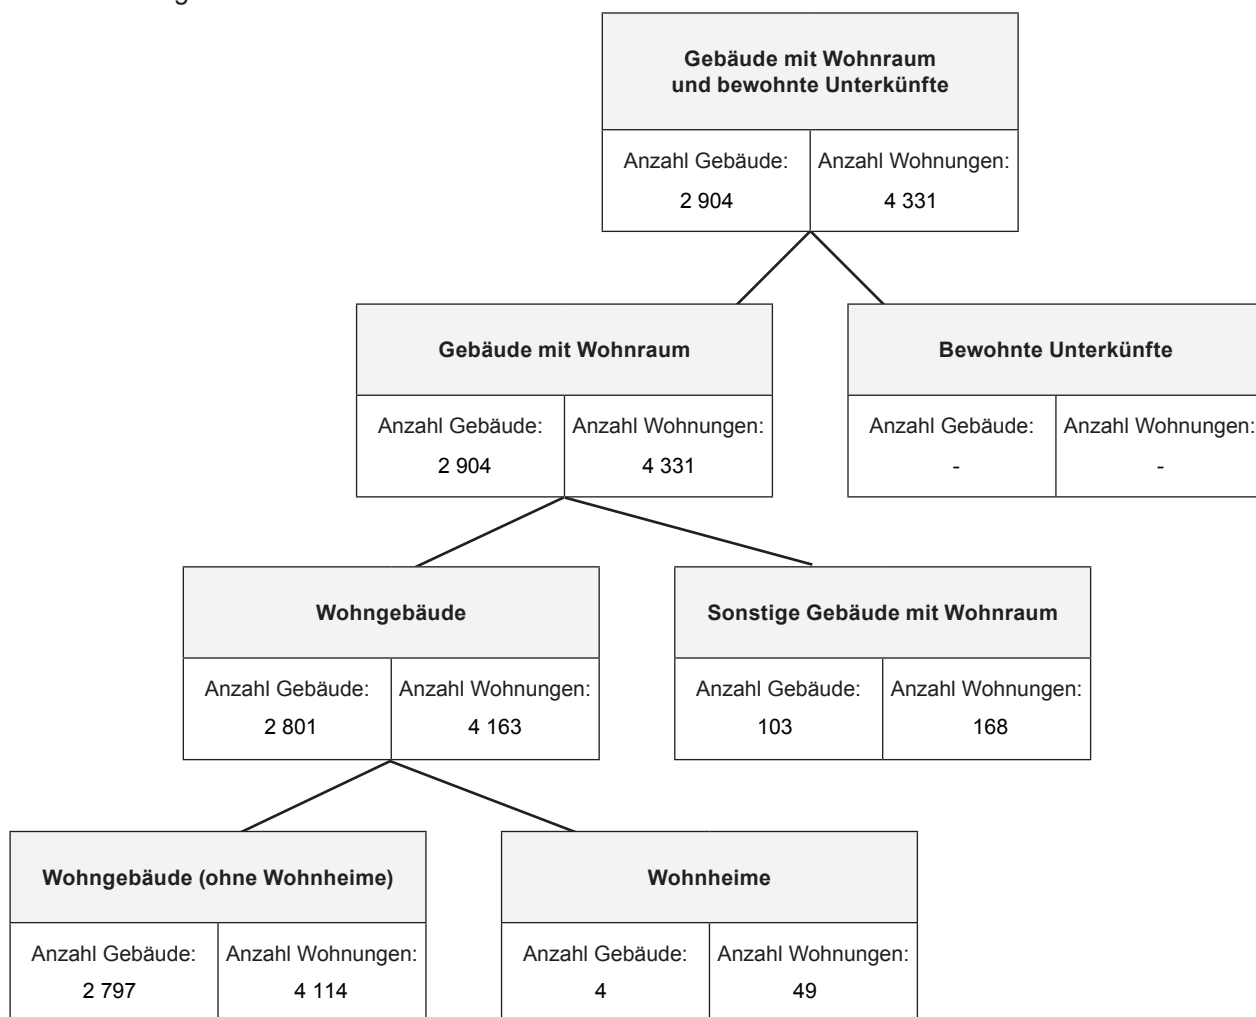 Gebäude mit Wohnraum
und bewohnte Unterkünfte
Anzahl Gebäude: Anzahl Wohnungen:
2 904 4 331
Gebäude mit Wohnraum Bewohnte Unterkünfte
Anzahl Gebäude: Anzahl Wohnungen: Anzahl Gebäude: Anzahl Wohnungen:
2 904 4 331 - -
Wohngebäude Sonstige Gebäude mit Wohnraum
Anzahl Gebäude: Anzahl Wohnungen: Anzahl Gebäude: Anzahl Wohnungen:
2 801 4 163 103 168
Wohngebäude (ohne Wohnheime) Wohnheime
Anzahl Gebäude: Anzahl Wohnungen: Anzahl Gebäude: Anzahl Wohnungen:
2 797 4 114 4 49